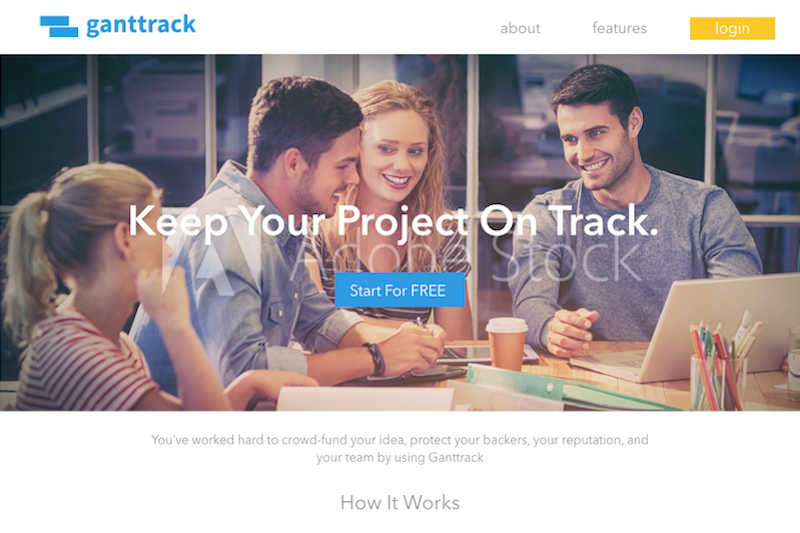 ganttrack
about
features
login
Keep Your Project On Track.
Adobe Stock
Start For FREE
You've worked hard to crowd-fund your idea, protect your backers, your reputation, and
your team by using Ganttrack
How It Works